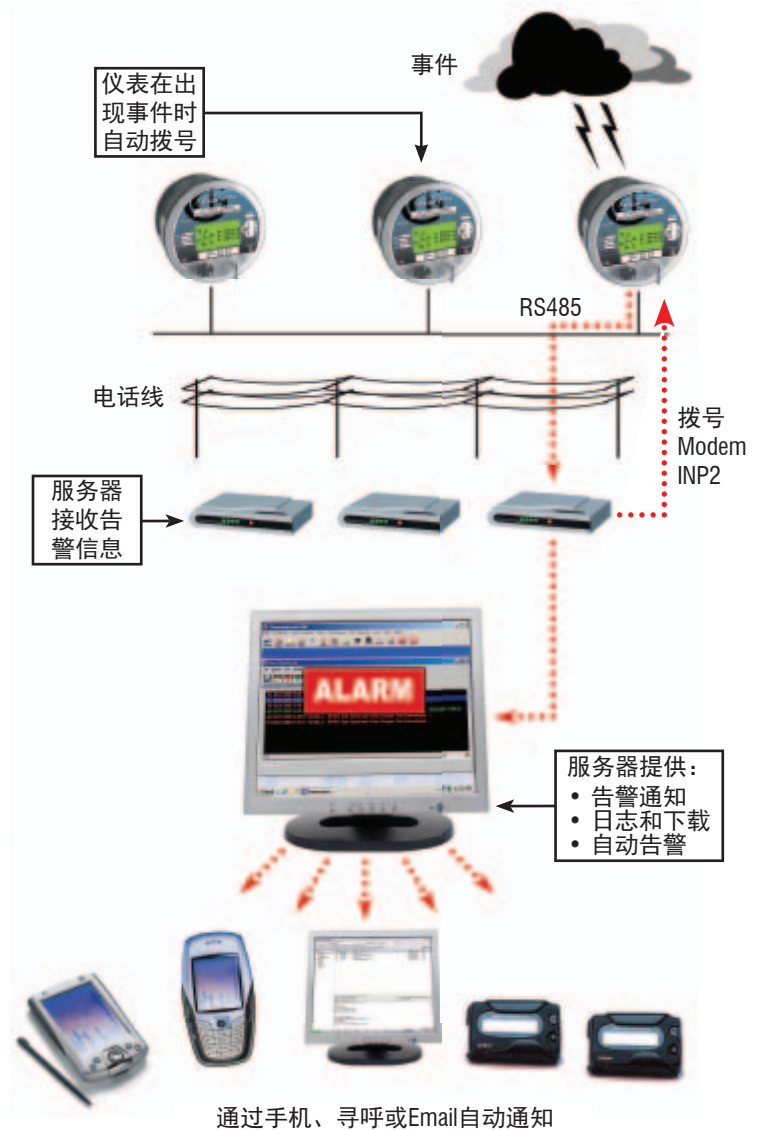 事件
仪表在出
现事件时
自动拨号
RS485
电话线
拨号
Modem
INP2
服务器
接收告
警信息
ALARM
服务器提供：
• 告警通知
• 日志和下载
• 自动告警
通过手机、寻呼或Email自动通知